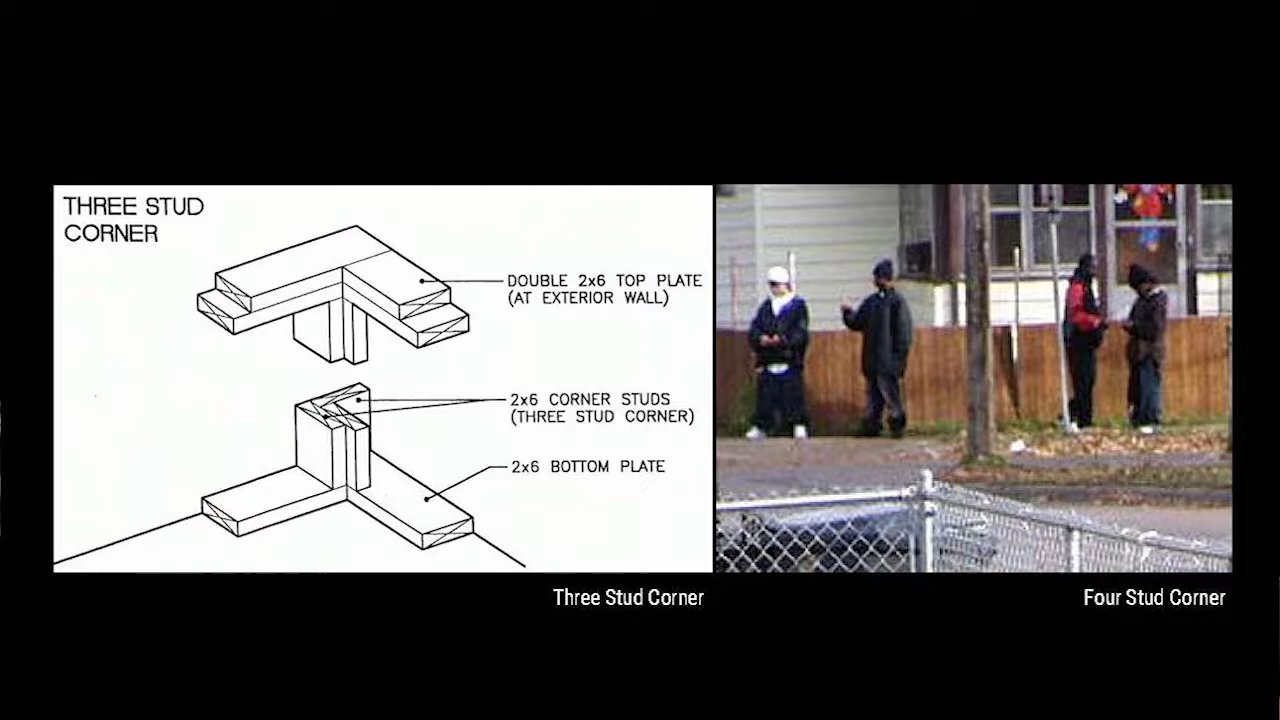 THREE STUD
CORNER
DOUBLE 2x6 TOP PLATE
(AT EXTERIOR WALL)
2x6 CORNER STUDS
(THREE STUD CORNER)
2x6 BOTTOM PLATE
Three Stud Corner
Four Stud Corner